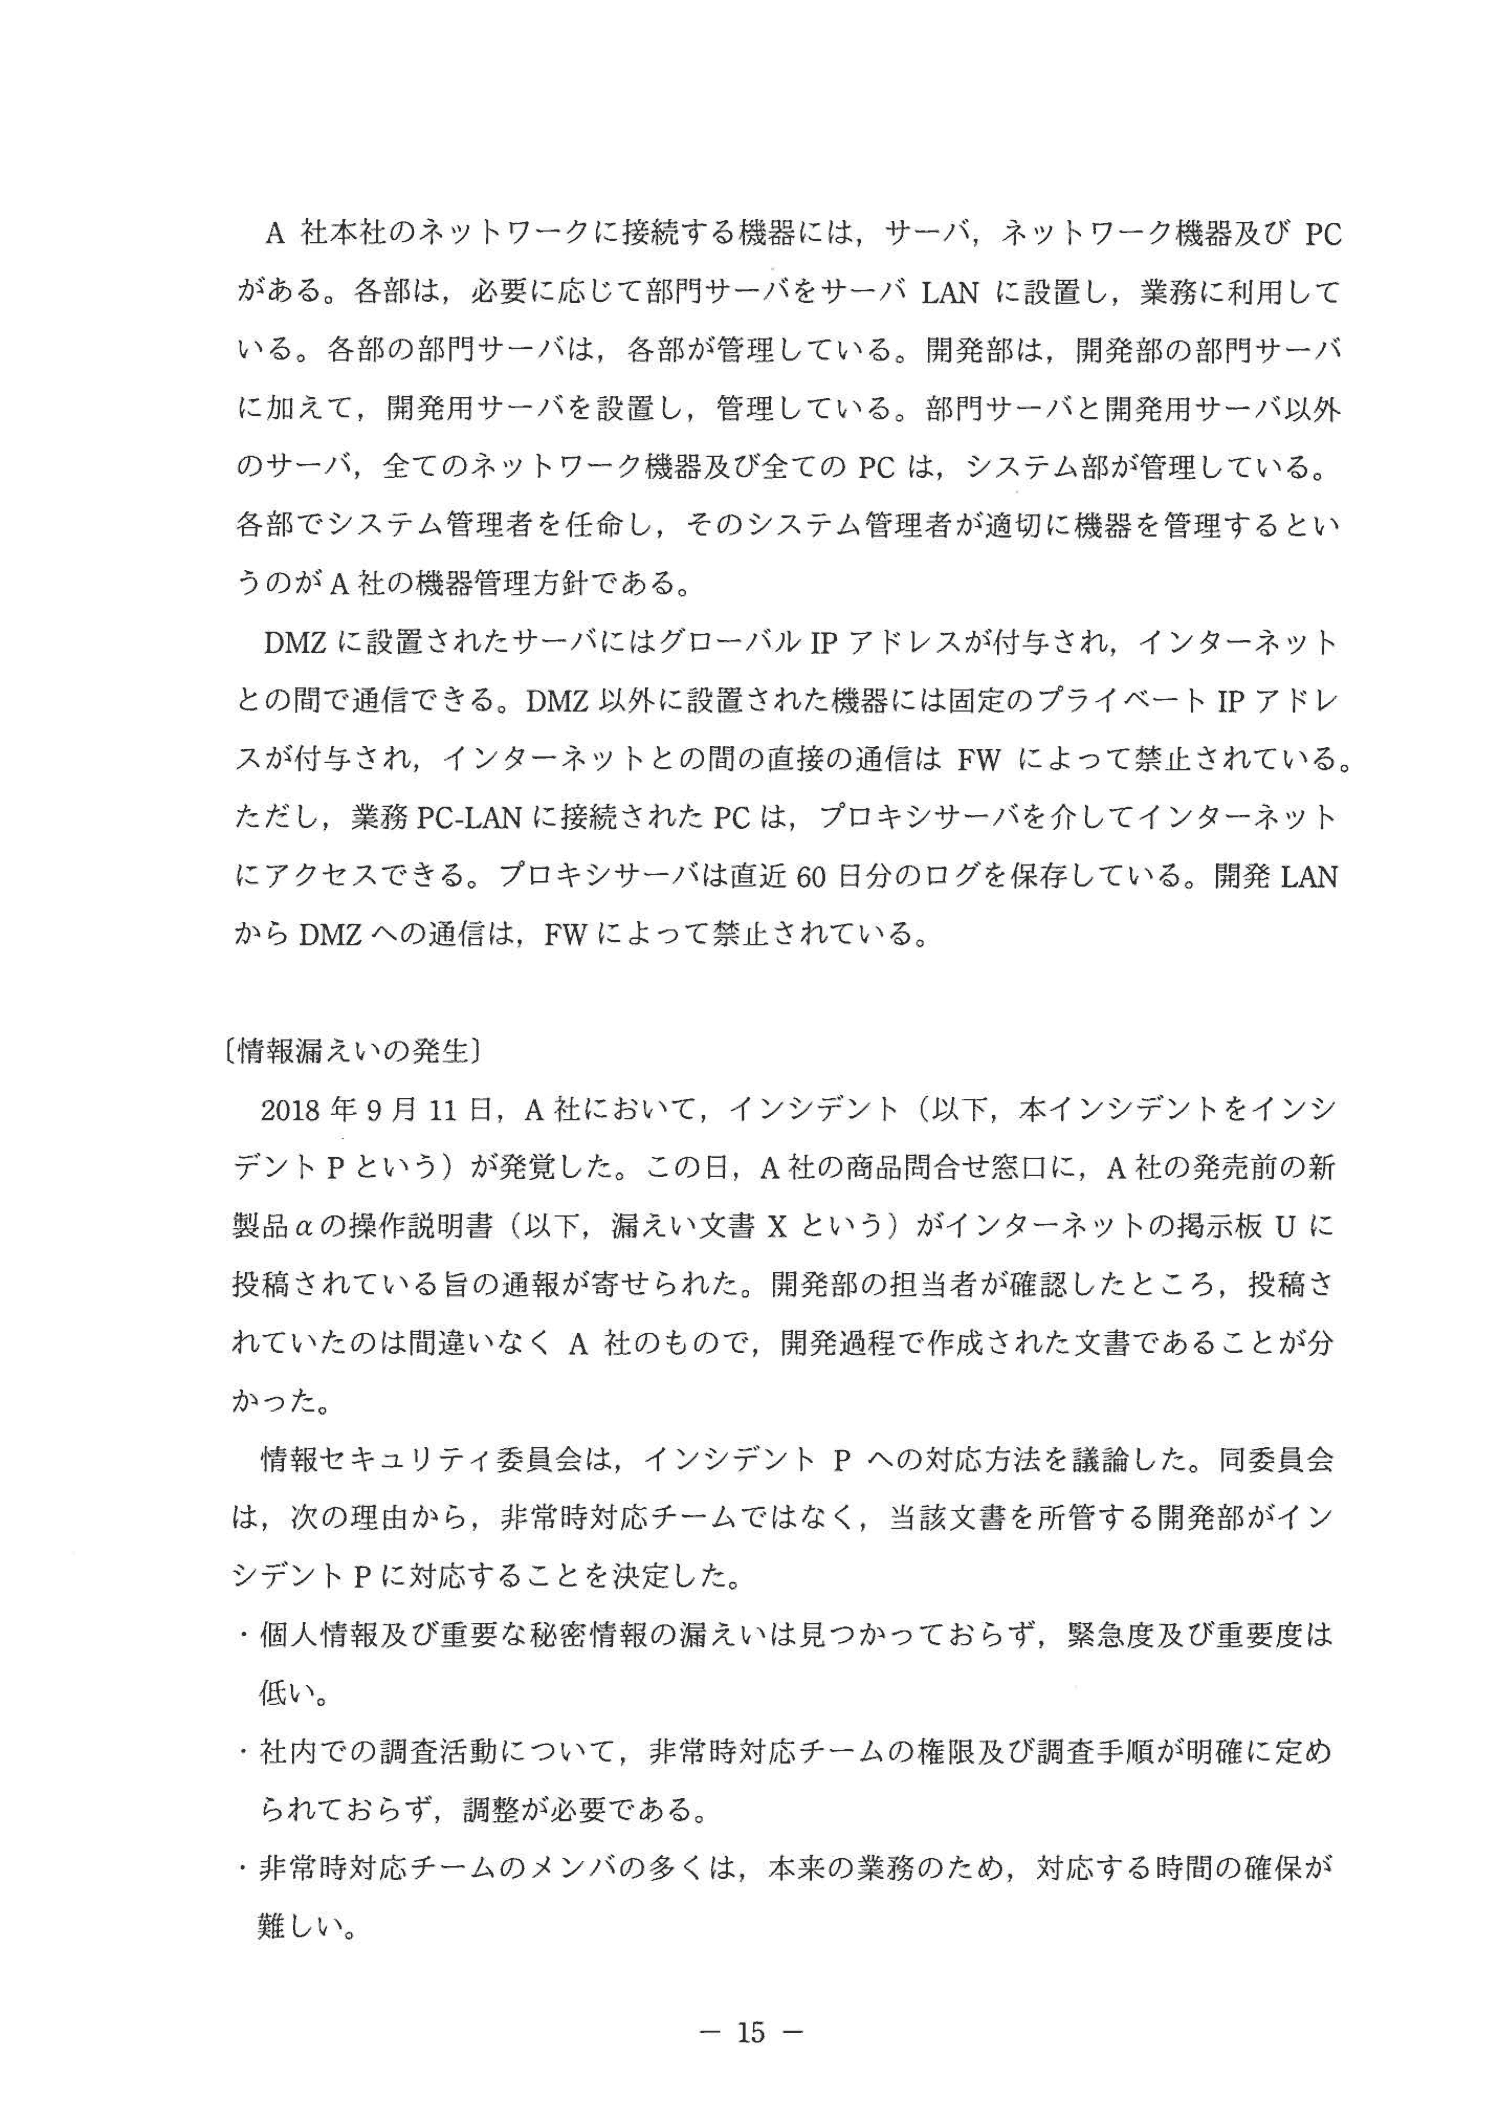 A 社本社のネットワークに接続する機器には，サーバ，ネットワーク機器及び PC
がある。各部は，必要に応じて部門サーバをサーバ LAN に設置し，業務に利用して
いる。各部の部門サーバは，各部が管理している。開発部は，開発部の部門サーバ
に加えて，開発用サーバを設置し，管理している。部門サーバと開発用サーバ以外
のサーバ，全てのネットワーク機器及び全ての PC は，システム部が管理している。
各部でシステム管理者を任命し，そのシステム管理者が適切に機器を管理するとい
うのが A 社の機器管理方針である。
DMZ に設置されたサーバにはグローバル IP アドレスが付与され，インターネット
との間で通信できる。DMZ 以外に設置された機器には固定のプライベート IP アドレ
スが付与され，インターネットとの間の直接の通信は FW によって禁止されている。
ただし，業務 PC-LAN に接続された PC は，プロキシサーバを介してインターネット
にアクセスできる。プロキシサーバは直近 60 日分のログを保存している。開発 LAN
から DMZ への通信は，FW によって禁止されている。
〔情報漏えいの発生〕
2018 年 9 月 11 日，A 社において，インシデント（以下，本インシデントをインシ
デント P という）が発覚した。この日，A 社の商品問合せ窓口に，A 社の発売前の新
製品 α の操作説明書（以下，漏えい文書 X という）がインターネットの掲示板 U に
投稿されている旨の通報が寄せられた。開発部の担当者が確認したところ，投稿さ
れていたのは間違いなく A 社のもので，開発過程で作成された文書であることが分
かった。
情報セキュリティ委員会は，インシデント P への対応方法を議論した。同委員会
は，次の理由から，非常時対応チームではなく，当該文書を所管する開発部がイン
シデント P に対応することを決定した。
・個人情報及び重要な秘密情報の漏えいは見つかっておらず，緊急度及び重要度は
低い。
・社内での調査活動について，非常時対応チームの権限及び調査手順が明確に定め
られておらず，調整が必要である。
・非常時対応チームのメンバの多くは，本来の業務のため，対応する時間の確保が
難しい。
－ 15 －